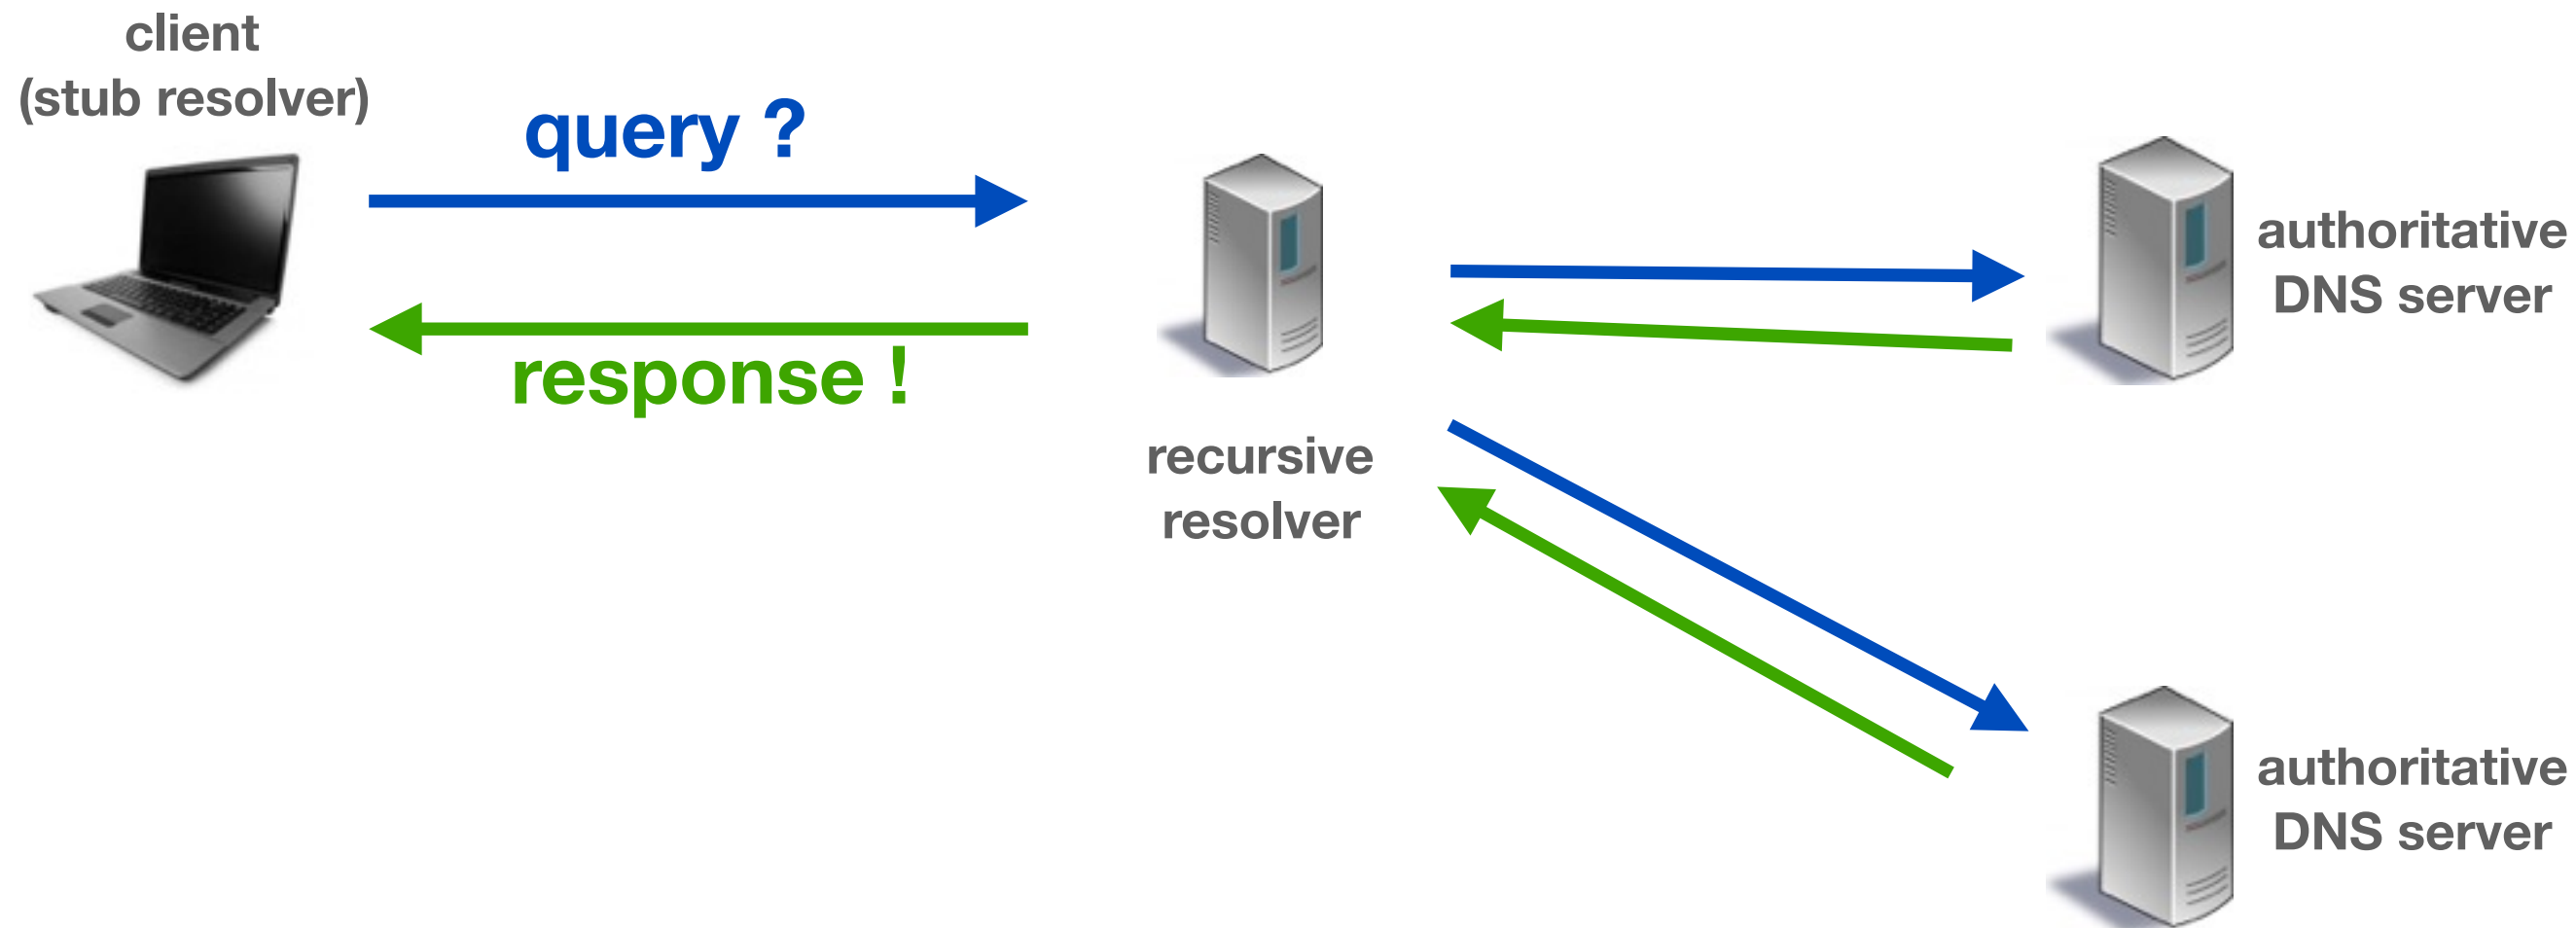 client
(stub resolver)
query ?
response !
recursive
resolver
authoritative
DNS server
authoritative
DNS server